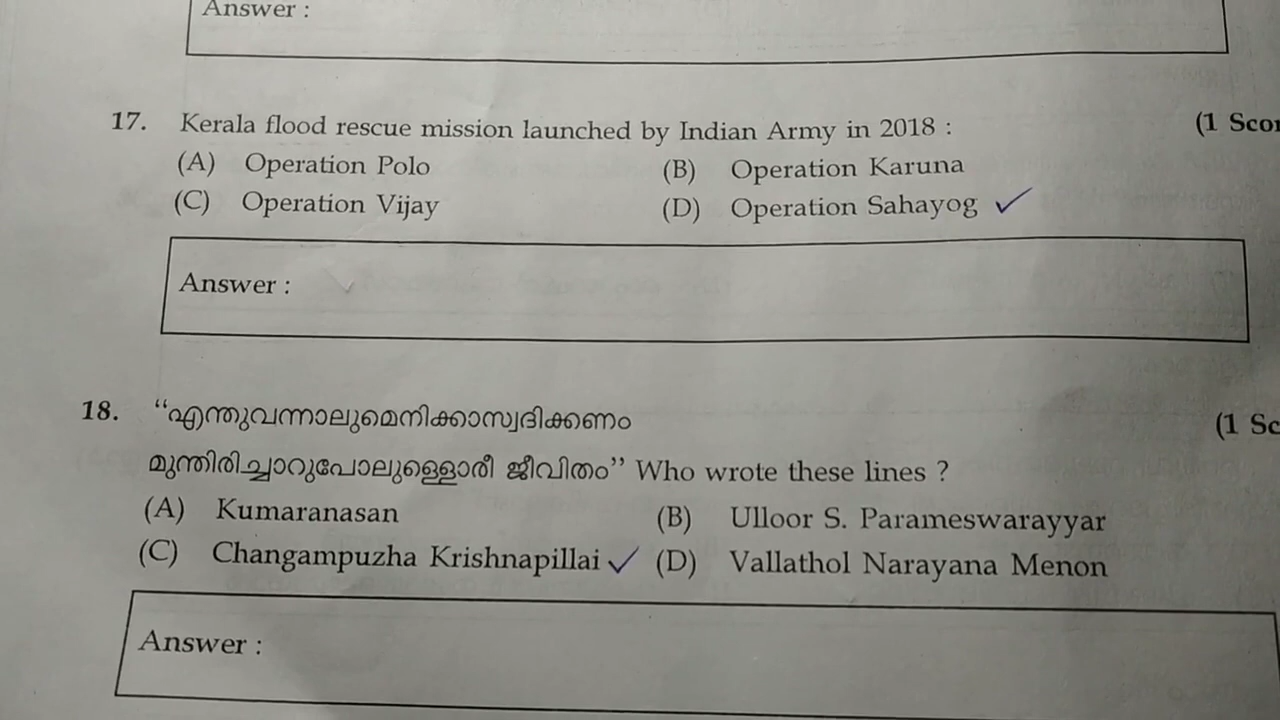 Answer :
17. Kerala flood rescue mission launched by Indian Army in 2018 : (1
(A) Operation Polo (B) Operation Karuna
(C) Operation Vijay (D) Operation Sahayog ✓
Answer :
18. “എന്തുവന്നാലുമെനിക്കാസ്വദിക്കണം (1
മുന്തിരിച്ചാറുപോലുള്ളൊരീ ജീവിതം” Who wrote these lines ?
(A) Kumaranasan (B) Ulloor S. Parameswarayyar
(C) Changampuzha Krishnapillai ✓ (D) Vallathol Narayana Menon
Answer :